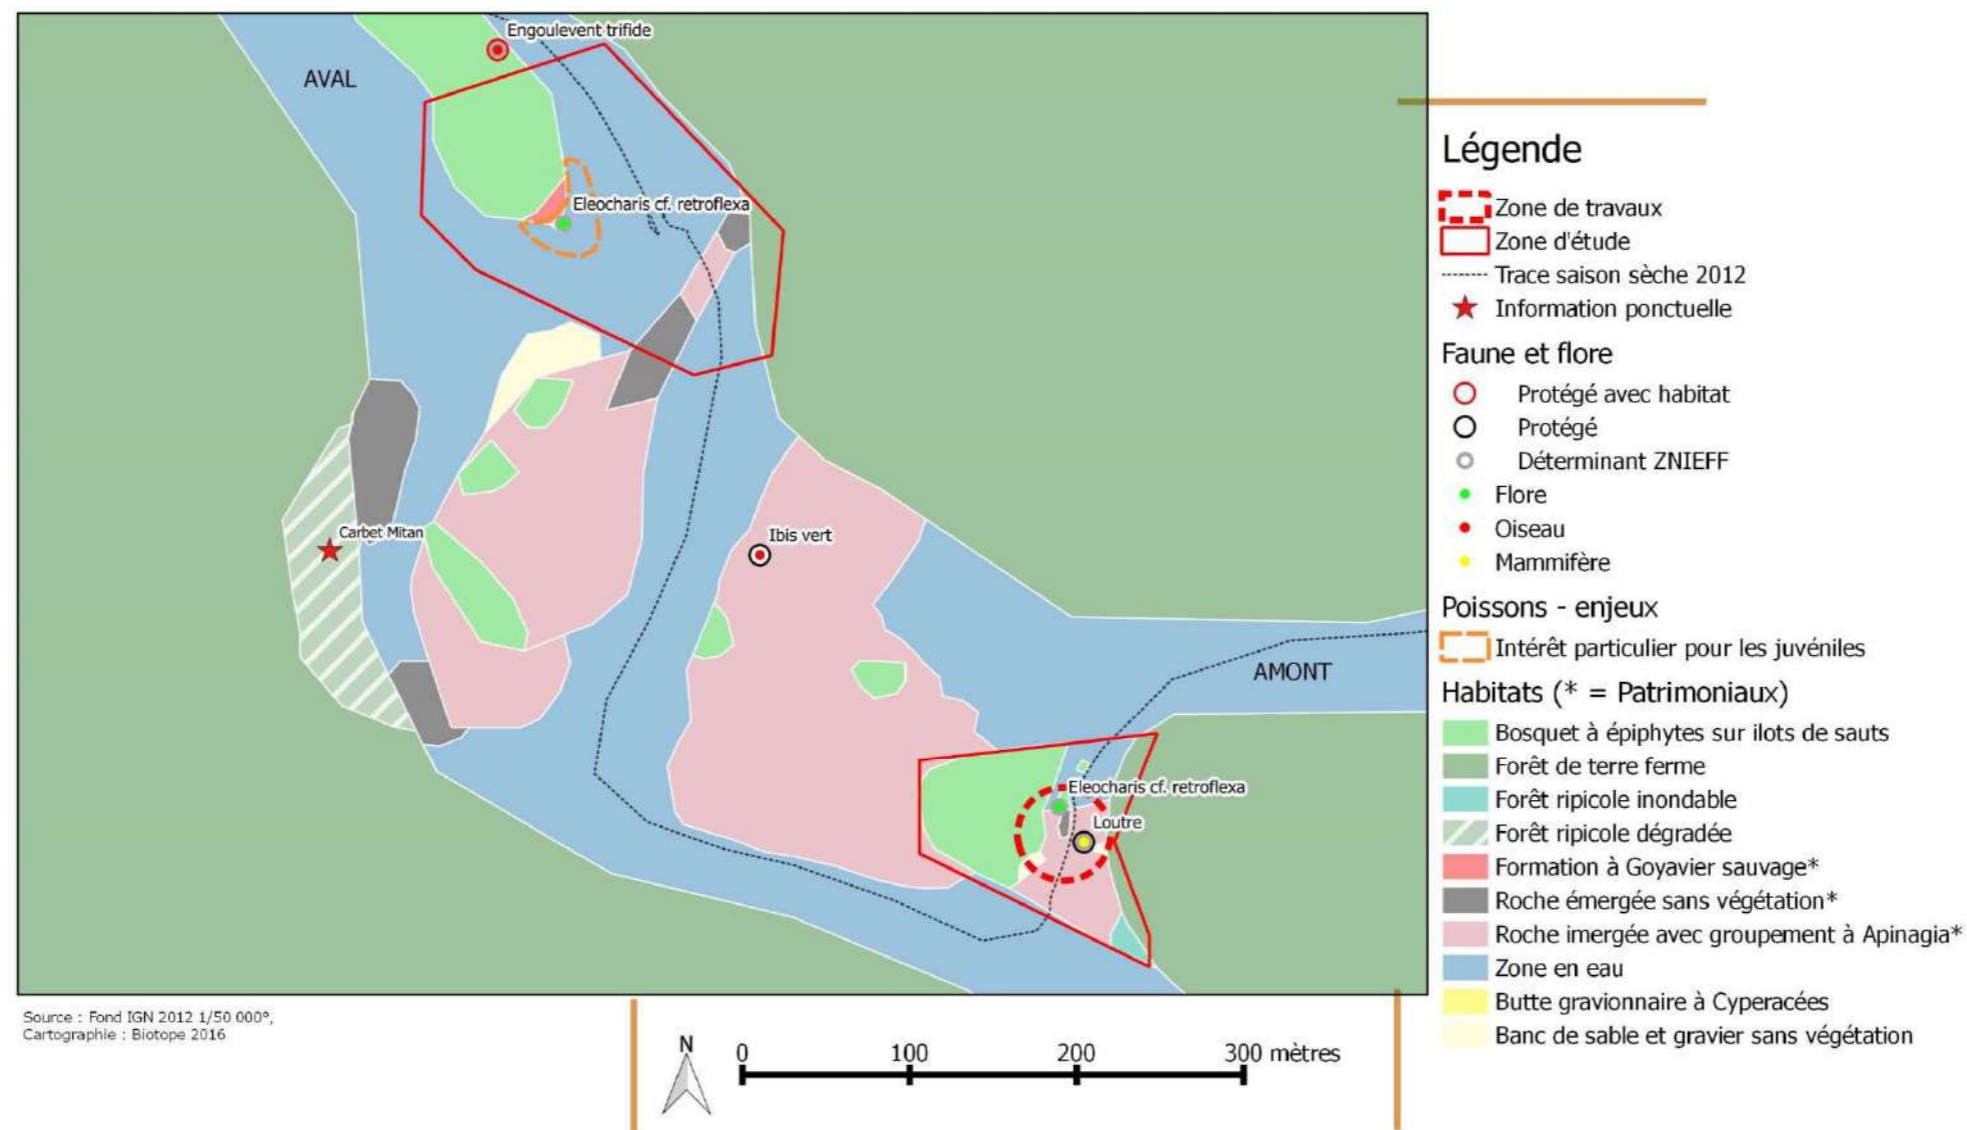 Engoulevent trifide
AVAL
Eleocharis cf. retroflexa
Carbet Mitan
Ibis vert
AMONT
Eleocharis cf. retroflexa
Loutre
Légende
Zone de travaux
Zone d'étude
Trace saison sèche 2012
Information ponctuelle
Faune et flore
Protégé avec habitat
Protégé
Déterminant ZNIEFF
Flore
Oiseau
Mammifère
Poissons - enjeux
Intérêt particulier pour les juvéniles
Habitats (* = Patrimoniaux)
Bosquet à épiphytes sur ilots de sauts
Forêt de terre ferme
Forêt ripicole inondable
Forêt ripicole dégradée
Formation à Goyavier sauvage*
Roche émergée sans végétation*
Roche imergée avec groupement à Apinagia*
Zone en eau
Butte gravionnaire à Cyperacées
Banc de sable et gravier sans végétation
Source : Fond IGN 2012 1/50 000°,
Cartographie : Biotope 2016
N
0 100 200 300 mètres